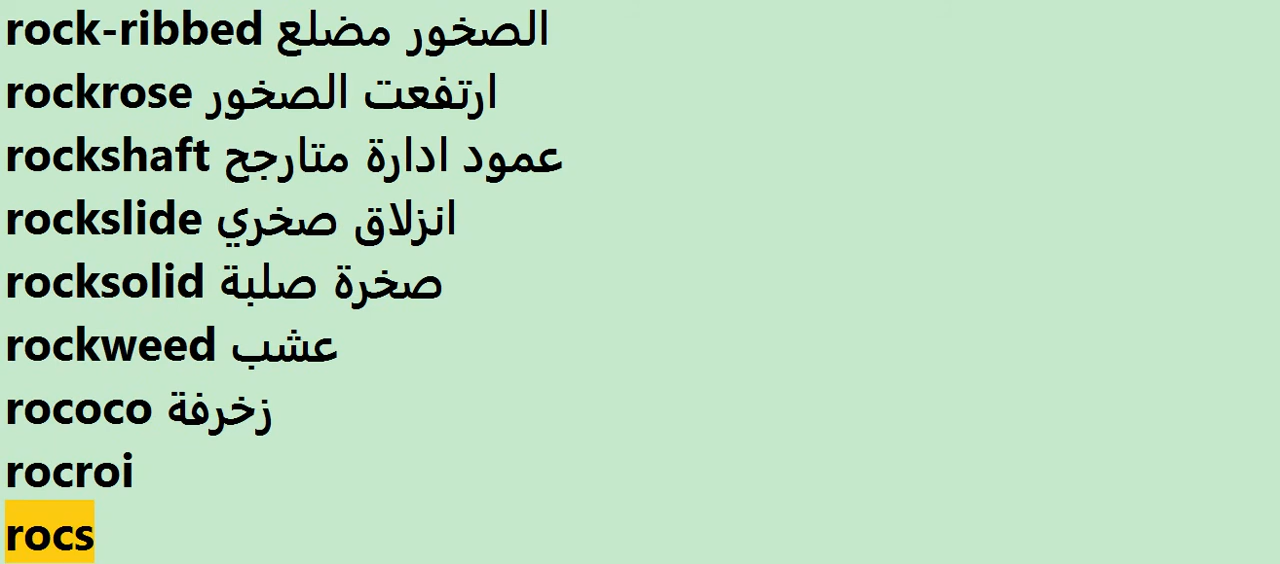 rock-ribbed الصخور مضلع
rockrose ارتفعت الصخور
rockshaft عمود ادارة متارجح
rockslide انزلاق صخري
rocksolid صخرة صلبة
rockweed عشب
rococo زخرفة
rocroi
rocs